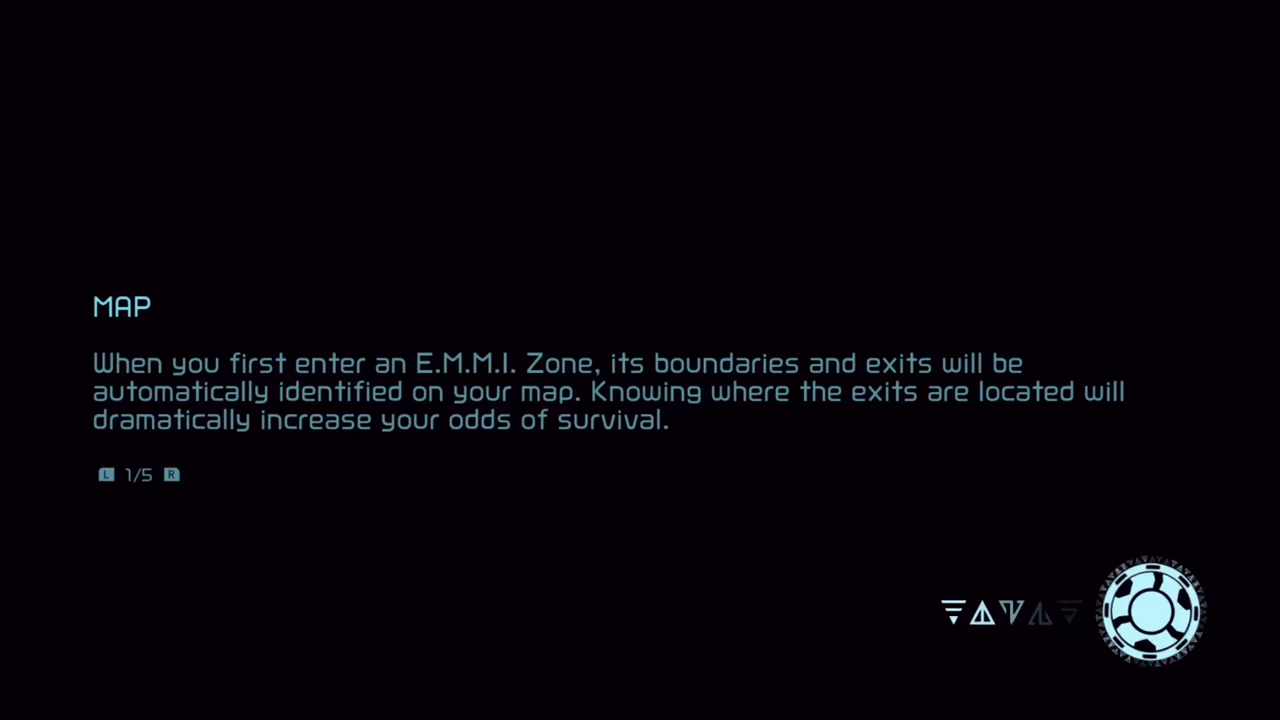 MAP
When you first enter an E.M.M.I. Zone, its boundaries and exits will be
automatically identified on your map. Knowing where the exits are located will
dramatically increase your odds of survival.
L 1/5 R